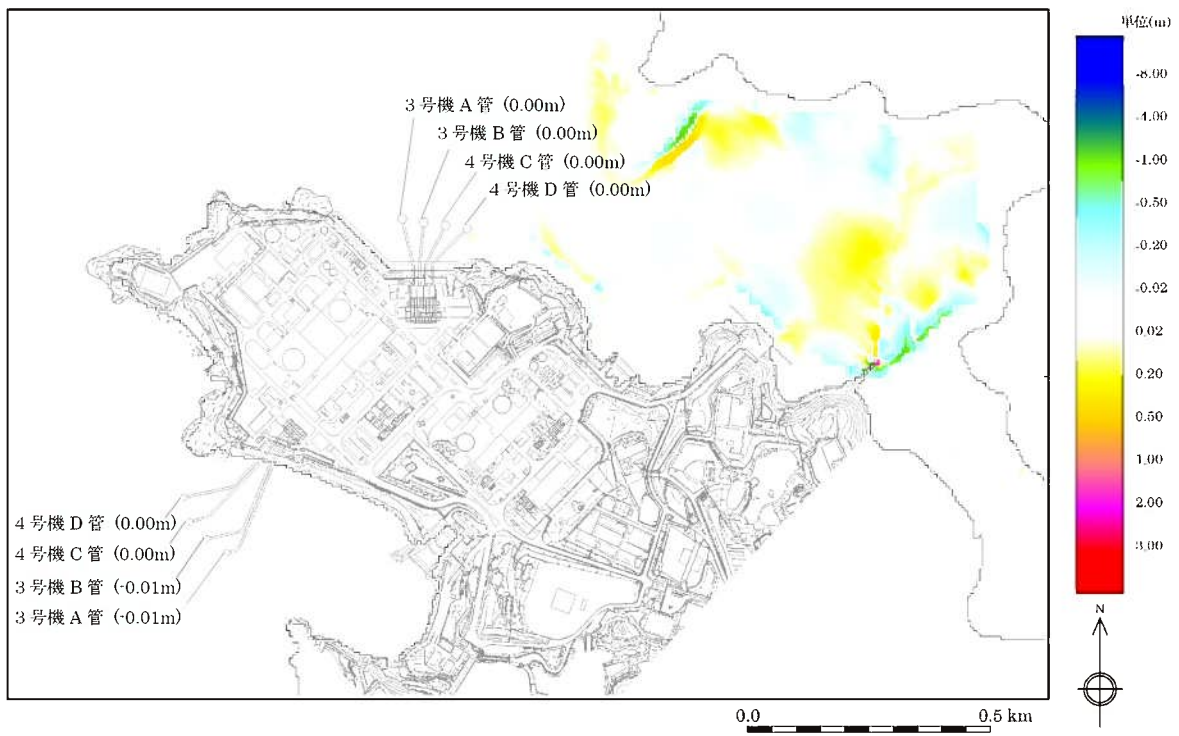 単位(m)
3号機A管 (0.00m)
3号機B管 (0.00m)
4号機C管 (0.00m)
4号機D管 (0.00m)
4号機D管 (0.00m)
4号機C管 (0.00m)
3号機B管 (-0.01m)
3号機A管 (-0.01m)
-8.00
-4.00
-1.00
-0.50
-0.20
-0.02
0.02
0.20
0.50
1.00
2.00
3.00
N
0.0 0.5 km